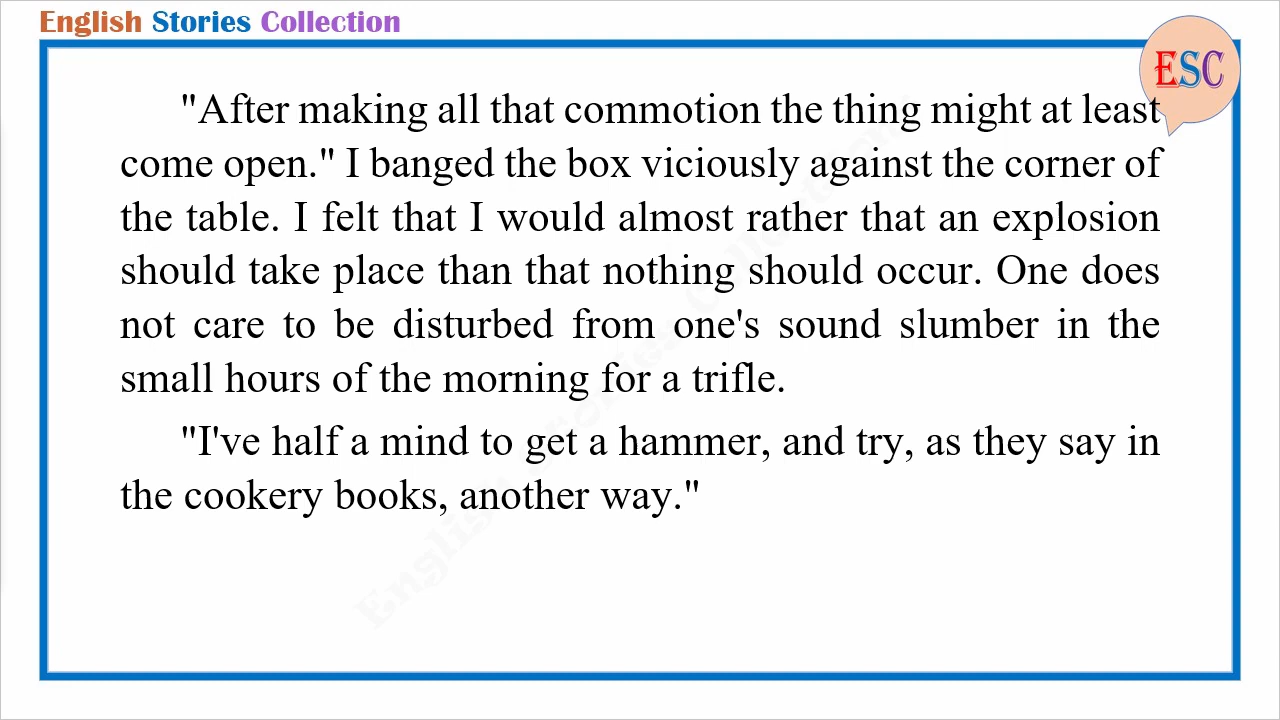 English Stories Collection
ESC
"After making all that commotion the thing might at least
come open." I banged the box viciously against the corner of
the table. I felt that I would almost rather that an explosion
should take place than that nothing should occur. One does
not care to be disturbed from one's sound slumber in the
small hours of the morning for a trifle.
"I've half a mind to get a hammer, and try, as they say in
the cookery books, another way."
English Stories Collection